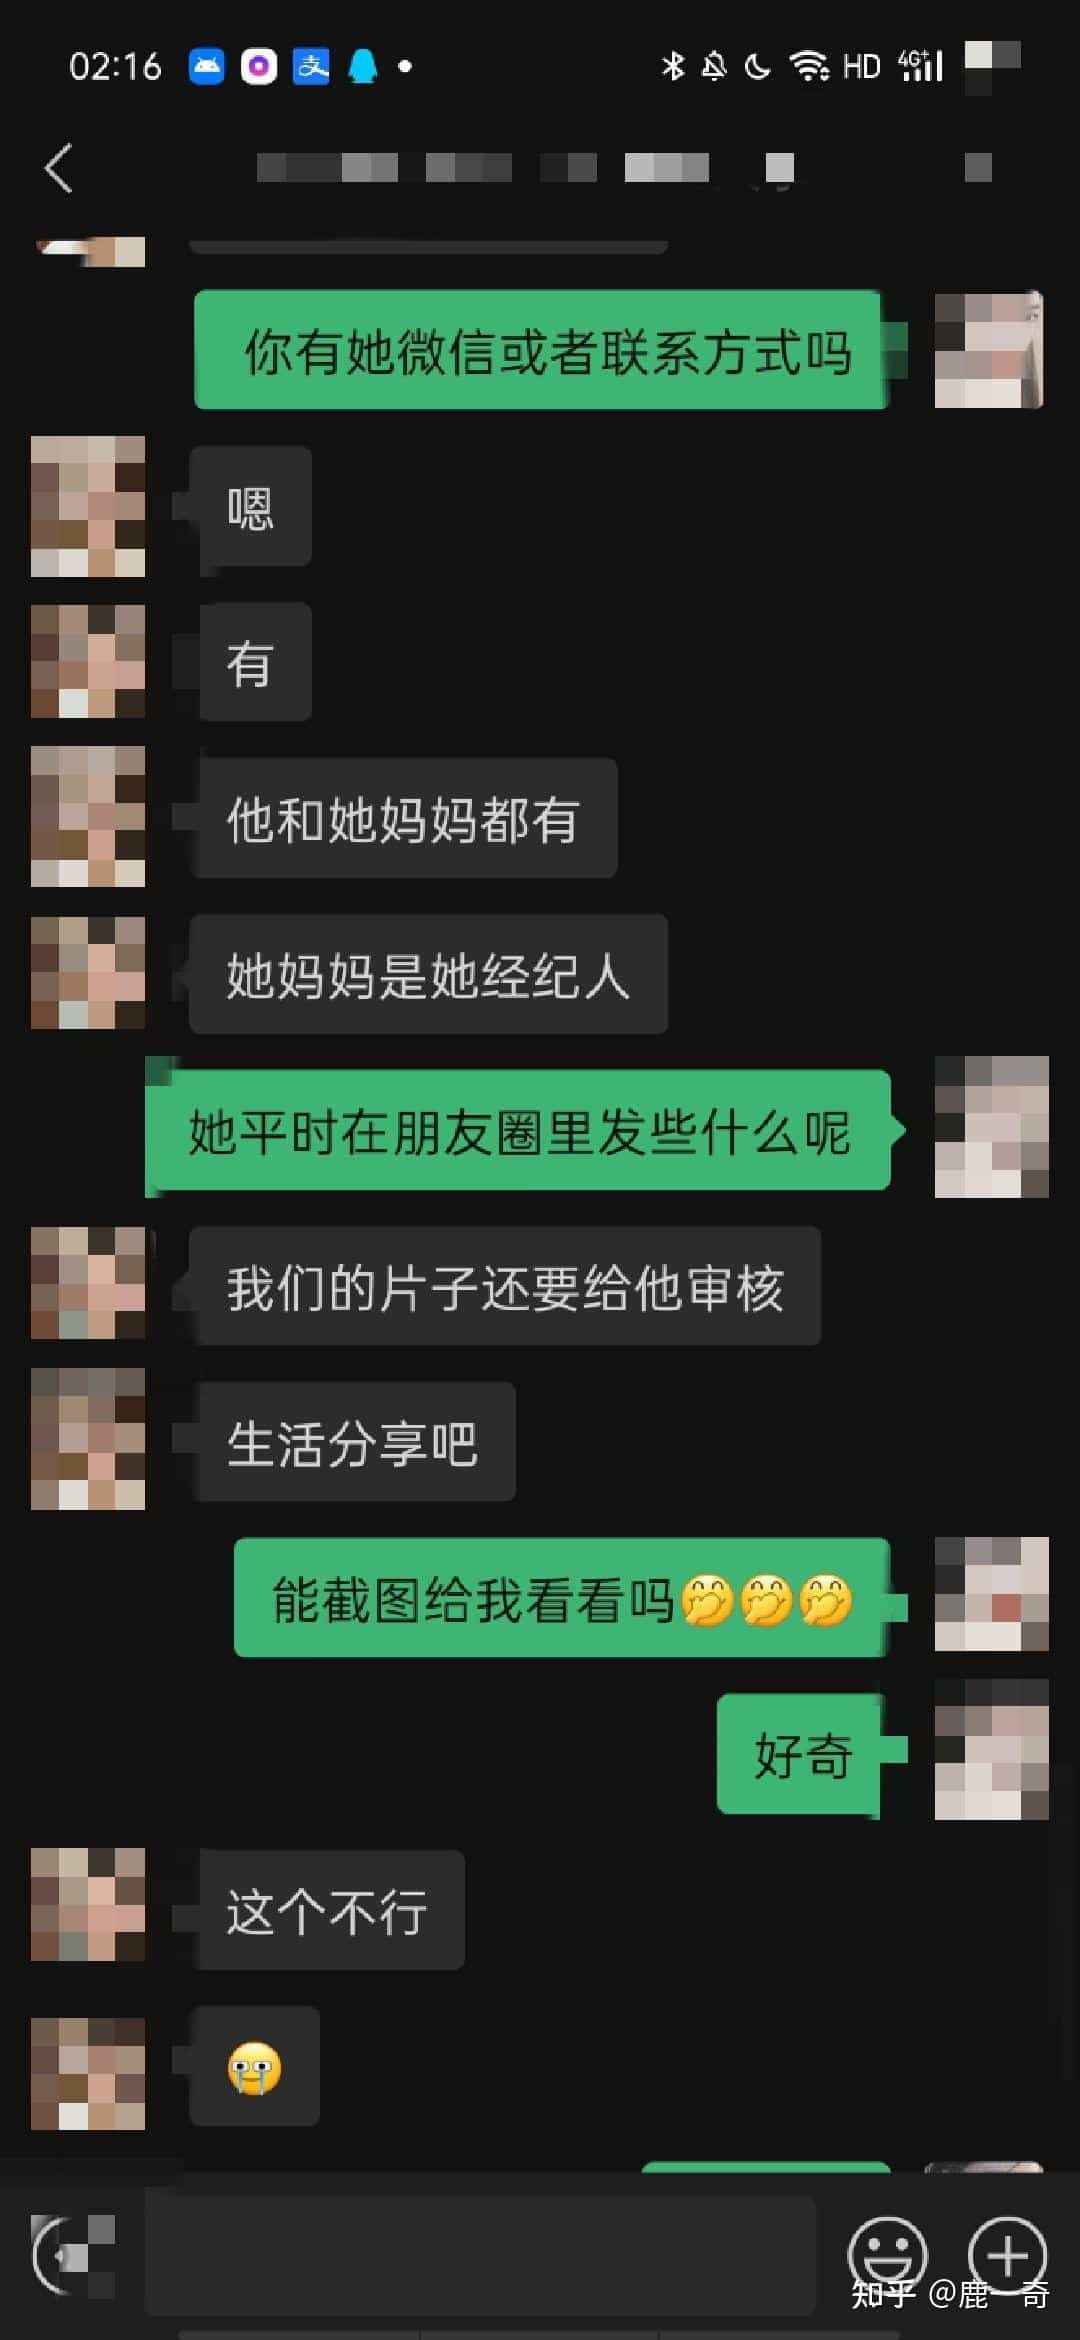 02:16
HD 4G+
你有她微信或者联系方式吗
嗯
有
他和她妈妈都有
她妈妈是她经纪人
她平时在朋友圈里发些什么呢
我们的片子还要给他审核
生活分享吧
能截图给我看看吗🤭🤭🤭
好奇
这个不行
知乎 @鹿一奇